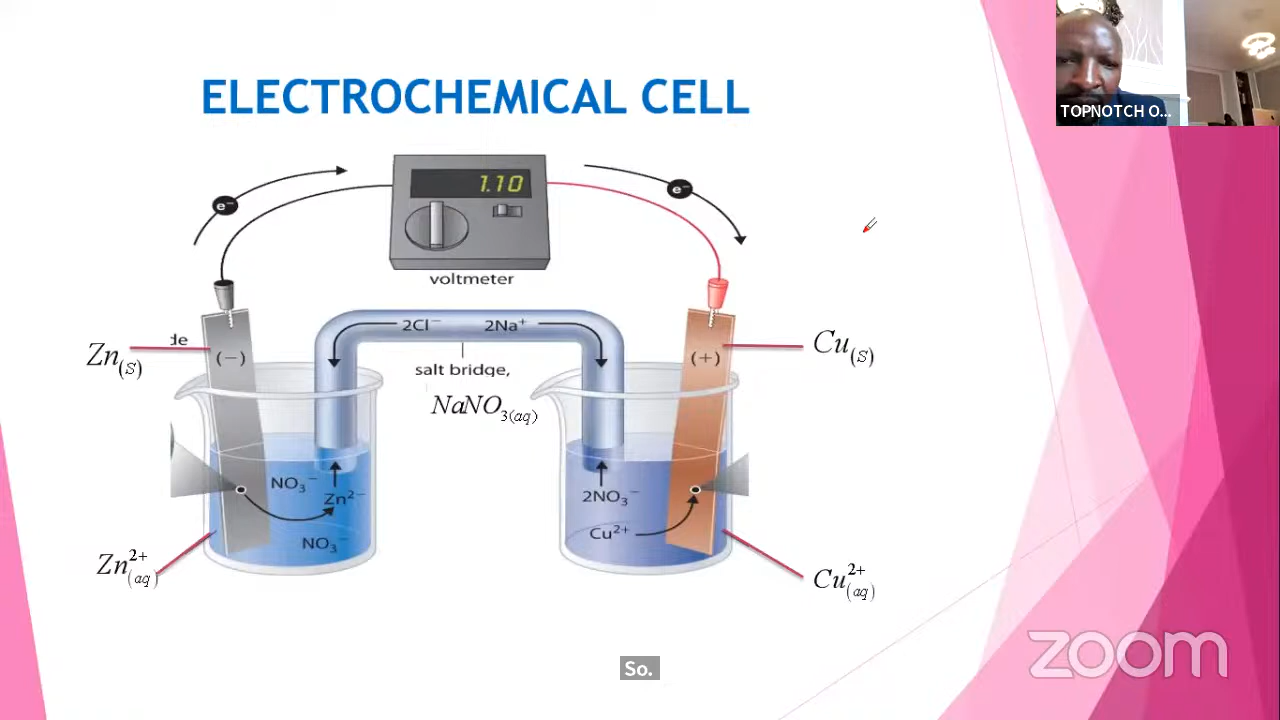 TOPNOTCH O...
ELECTROCHEMICAL CELL
e⁻
1.10
e⁻
voltmeter
2Cl⁻
2Na⁺
de
Zn(S)
(−)
salt bridge,
NaNO3(aq)
(+)
Cu(S)
NO₃⁻
Zn²⁻
NO₃⁻
2NO₃⁻
Cu²⁺
Zn²⁺(aq)
Cu²⁺(aq)
So.
zoom